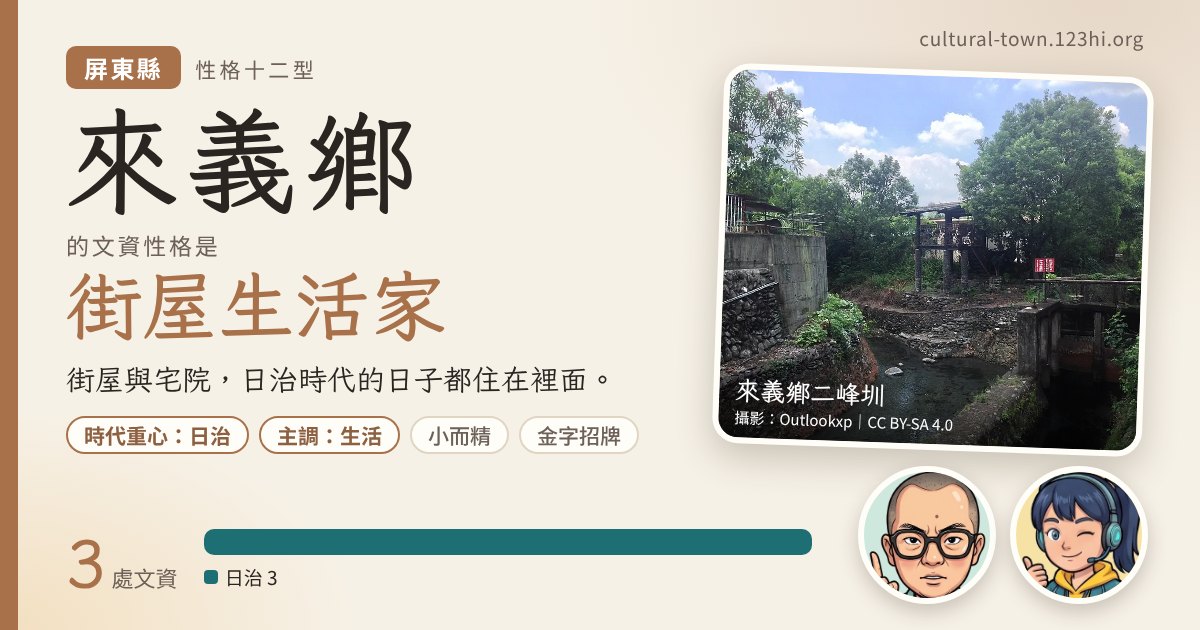 cultural-town.123hi.org
屏東縣 性格十二型
來義鄉
的文資性格是
街屋生活家
街屋與宅院，日治時代的日子都住在裡面。
時代重心：日治 主調：生活 小而精 金字招牌
來義鄉二峰圳
攝影：Outlookxp｜CC BY-SA 4.0
3 處文資
日治 3